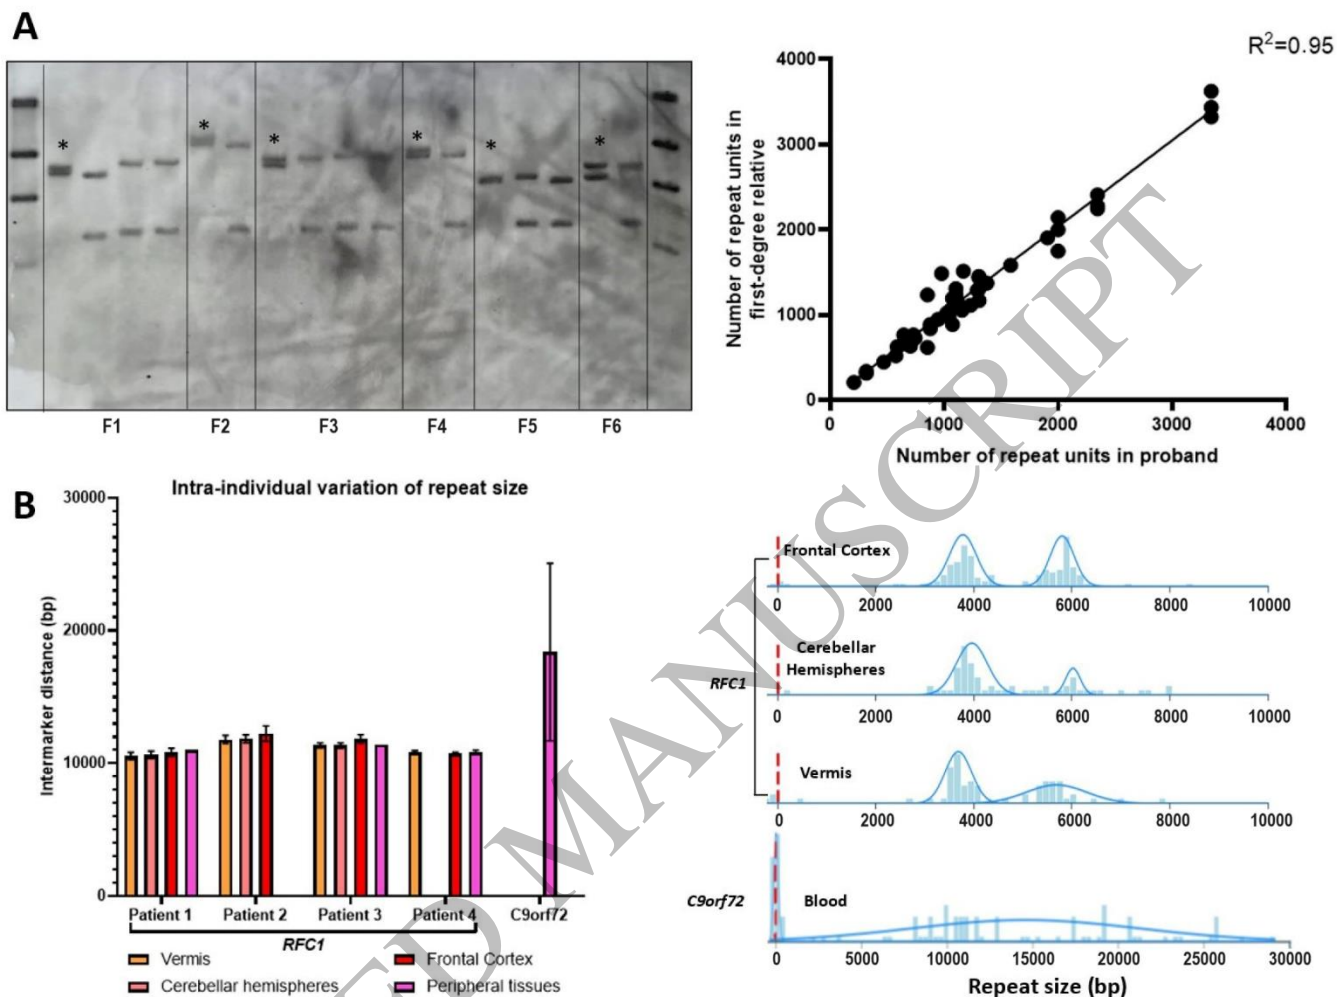 A
* * * * * *
F1 F2 F3 F4 F5 F6
R²=0.95
Number of repeat units in
first-degree relative
4000
3000
2000
1000
0
0 1000 2000 3000 4000
Number of repeat units in proband
B
Intra-individual variation of repeat size
Intermarker distance (bp)
30000
20000
10000
0
Patient 1 Patient 2 Patient 3 Patient 4 C9orf72
RFC1
Vermis
Frontal Cortex
Cerebellar hemispheres
Peripheral tissues
RFC1
Frontal Cortex
0 2000 4000 6000 8000 10000
Cerebellar
Hemispheres
0 2000 4000 6000 8000 10000
Vermis
0 2000 4000 6000 8000 10000
C9orf72
Blood
0 5000 10000 15000 20000 25000 30000
Repeat size (bp)
ED MANUSCRIPT